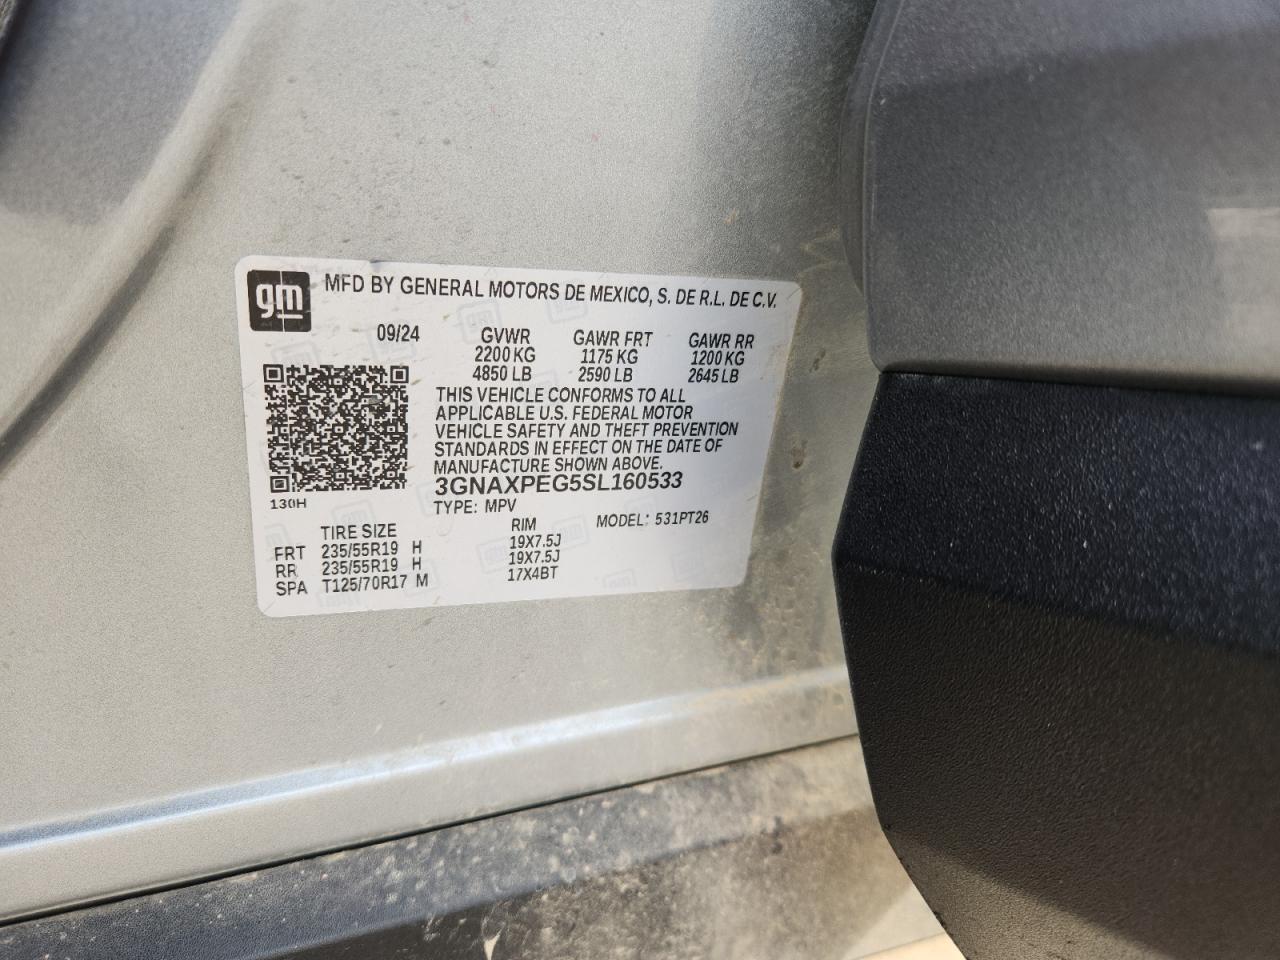 gm MFD BY GENERAL MOTORS DE MEXICO, S. DE R.L. DE C.V.
09/24 GVWR GAWR FRT GAWR RR
2200 KG 1175 KG 1200 KG
4850 LB 2590 LB 2645 LB
THIS VEHICLE CONFORMS TO ALL
APPLICABLE U.S. FEDERAL MOTOR
VEHICLE SAFETY AND THEFT PREVENTION
STANDARDS IN EFFECT ON THE DATE OF
MANUFACTURE SHOWN ABOVE.
3GNAXPEG5SL160533
130H
TYPE: MPV
TIRE SIZE RIM MODEL: 531PT26
FRT 235/55R19 H 19X7.5J
RR 235/55R19 H 19X7.5J
SPA T125/70R17 M 17X4BT